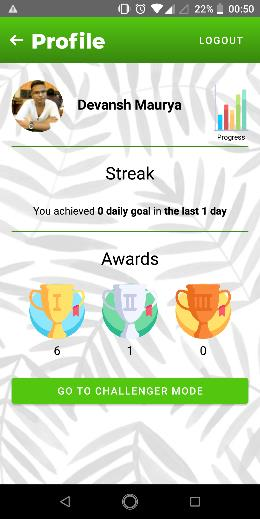 22% 00:50
← Profile
LOGOUT
Devansh Maurya
Progress
Streak
You achieved 0 daily goal in the last 1 day
Awards
I II III
6 1 0
GO TO CHALLENGER MODE